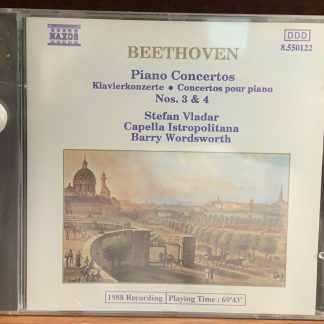 NAXOS
DDD
8.550122
BEETHOVEN
Piano Concertos
Klavierkonzerte • Concertos pour piano
Nos. 3 & 4
Stefan Vladar
Capella Istropolitana
Barry Wordsworth
1988 Recording Playing Time : 69'43"